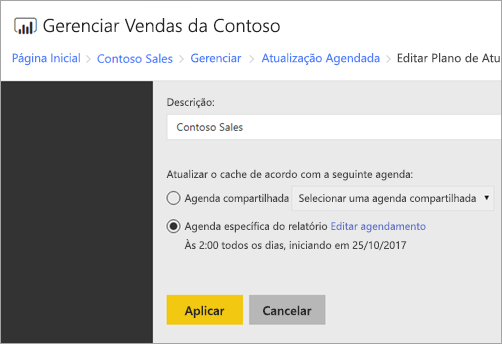 Gerenciar Vendas da Contoso
Página Inicial > Contoso Sales > Gerenciar > Atualização Agendada > Editar Plano de Atu
Descrição:
Contoso Sales
Atualizar o cache de acordo com a seguinte agenda:
Agenda compartilhada Selecionar uma agenda compartilhada
Agenda específica do relatório Editar agendamento
Às 2:00 todos os dias, iniciando em 25/10/2017
Aplicar Cancelar